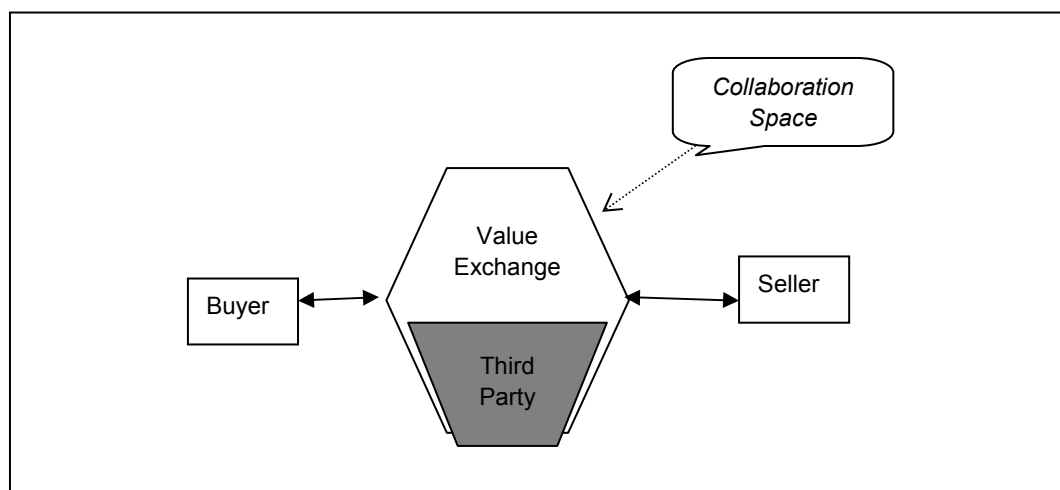 Collaboration
Space
Value
Exchange
Buyer
Seller
Third
Party